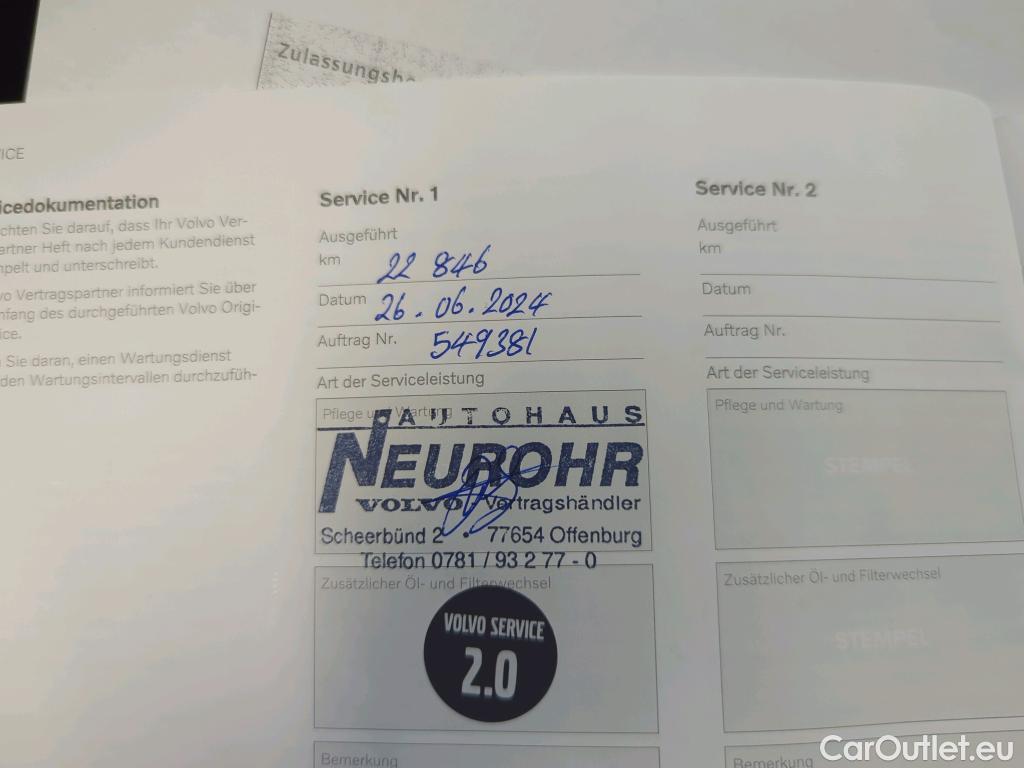 Zulassungsbe
ICE
icedokumentation
chten Sie darauf, dass Ihr Volvo Ver-
partner Heft nach jedem Kundendienst
mpelt und unterschreibt.
vo Vertragspartner informiert Sie über
nfang des durchgeführten Volvo Origi-
ice.
Sie daran, einen Wartungsdienst
den Wartungsintervallen durchzufüh-
Service Nr. 1
Ausgeführt
km 22 846
Datum 26.06.2024
Auftrag Nr. 549381
Art der Serviceleistung
Pflege und Wartung
AUTOHAUS
NEUROHR
VOLVO Vertragshändler
Scheerbünd 2 · 77654 Offenburg
Telefon 0781 / 93 2 77 - 0
Zusätzlicher Öl- und Filterwechsel
VOLVO SERVICE
2.0
Bemerkung
Service Nr. 2
Ausgeführt
km
Datum
Auftrag Nr.
Art der Serviceleistung
Pflege und Wartung
STEMPEL
Zusätzlicher Öl- und Filterwechsel
STEMPEL
Bemerkung
CarOutlet.eu